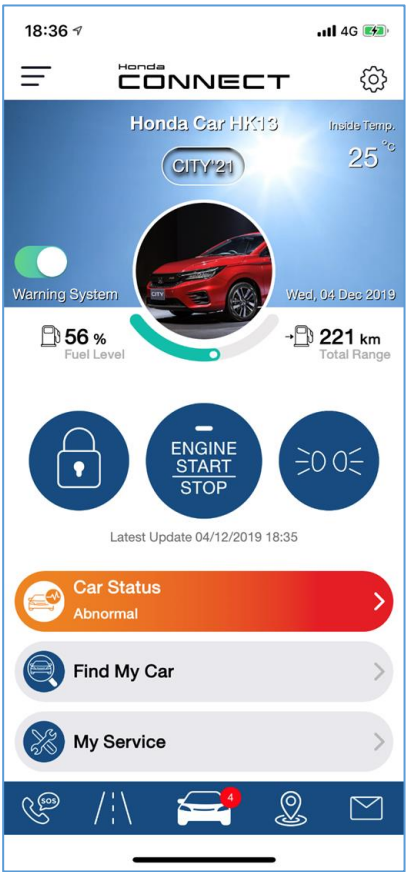 18:36
4G
Honda
CONNECT
Honda Car HK13
Inside Temp.
CITY'21
25 °c
CITY
Warning System
Wed, 04 Dec 2019
56 %
Fuel Level
221 km
Total Range
ENGINE
START
STOP
Latest Update 04/12/2019 18:35
Car Status
Abnormal
Find My Car
My Service
SOS
4